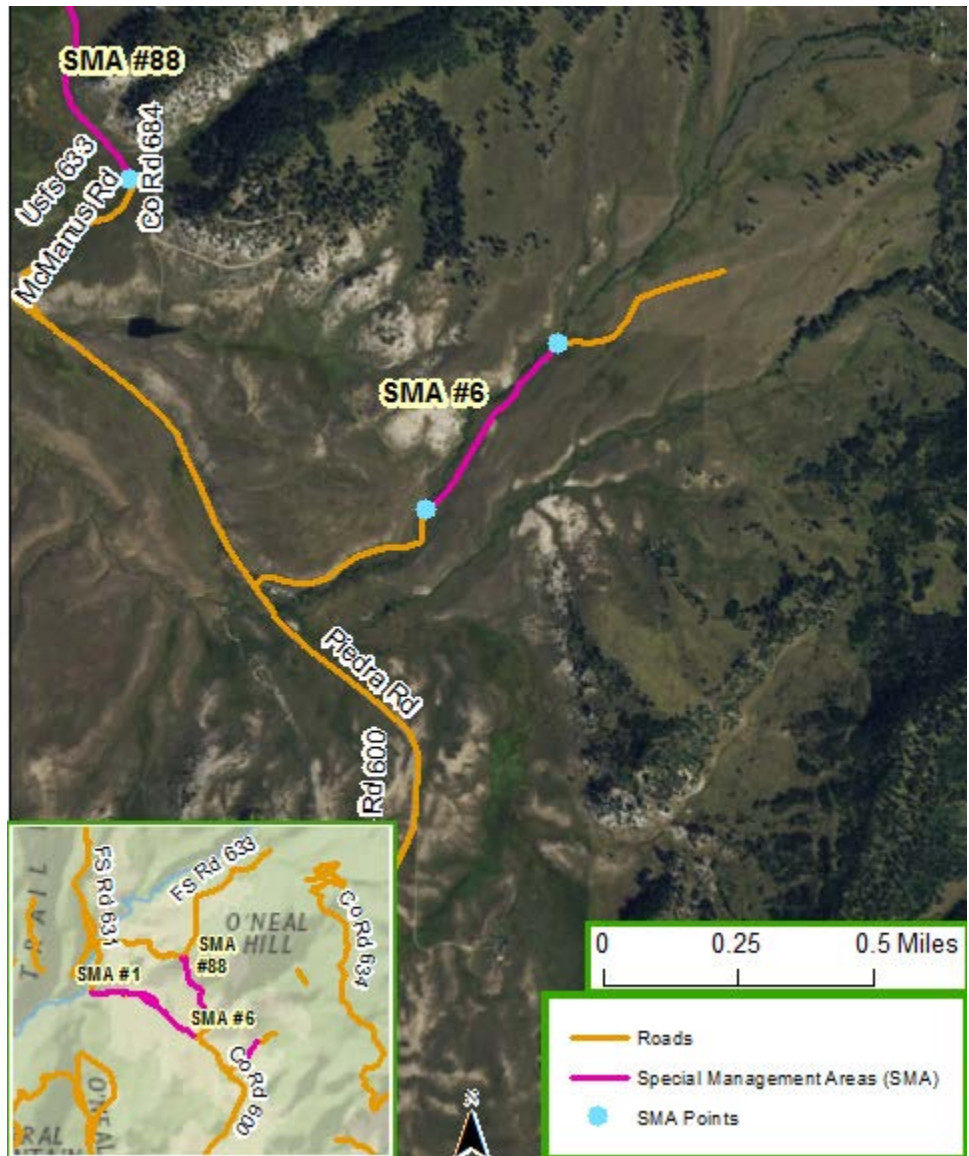 SMA #88
Usfs 633
McManus Rd
Co Rd 684
SMA #6
Piedra Rd
Rd 600
FS Rd 631
Fs Rd 633
O'NEAL
HILL
Co Rd 634
TRAIL
SMA
#88
SMA #1
SMA #6
Co Rd 600
O'NEAL
RAL
NTAIN
0 0.25 0.5 Miles
Roads
Special Management Areas (SMA)
SMA Points
N